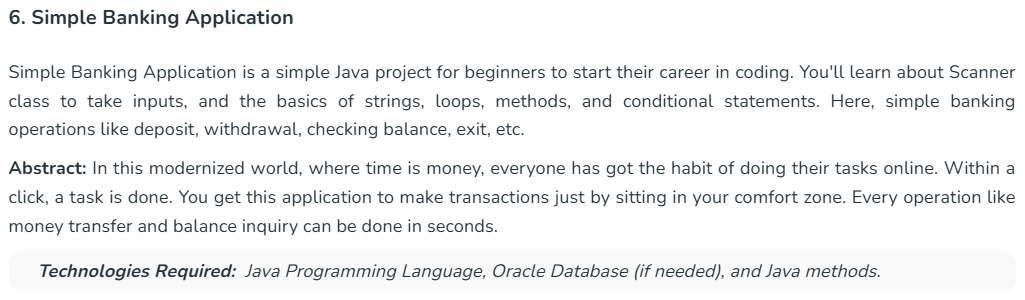 6. Simple Banking Application
Simple Banking Application is a simple Java project for beginners to start their career in coding. You'll learn about Scanner
class to take inputs, and the basics of strings, loops, methods, and conditional statements. Here, simple banking
operations like deposit, withdrawal, checking balance, exit, etc.
Abstract: In this modernized world, where time is money, everyone has got the habit of doing their tasks online. Within a
click, a task is done. You get this application to make transactions just by sitting in your comfort zone. Every operation like
money transfer and balance inquiry can be done in seconds.
Technologies Required: Java Programming Language, Oracle Database (if needed), and Java methods.